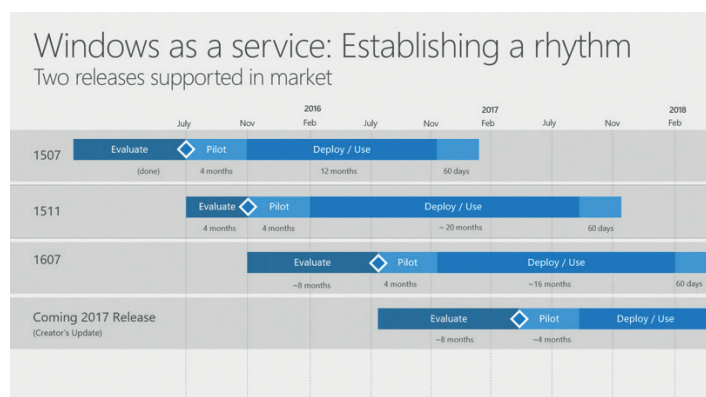 Windows as a service: Establishing a rhythm
Two releases supported in market
2016 2017 2018
July Nov Feb July Nov Feb July Nov Feb
1507 Evaluate Pilot Deploy / Use
(done) 4 months 12 months 60 days
1511 Evaluate Pilot Deploy / Use
4 months 4 months ~ 20 months 60 days
1607 Evaluate Pilot Deploy / Use
~8 months 4 months ~16 months 60 days
Coming 2017 Release Evaluate Pilot Deploy / Use
(Creator's Update) ~8 months ~4 months